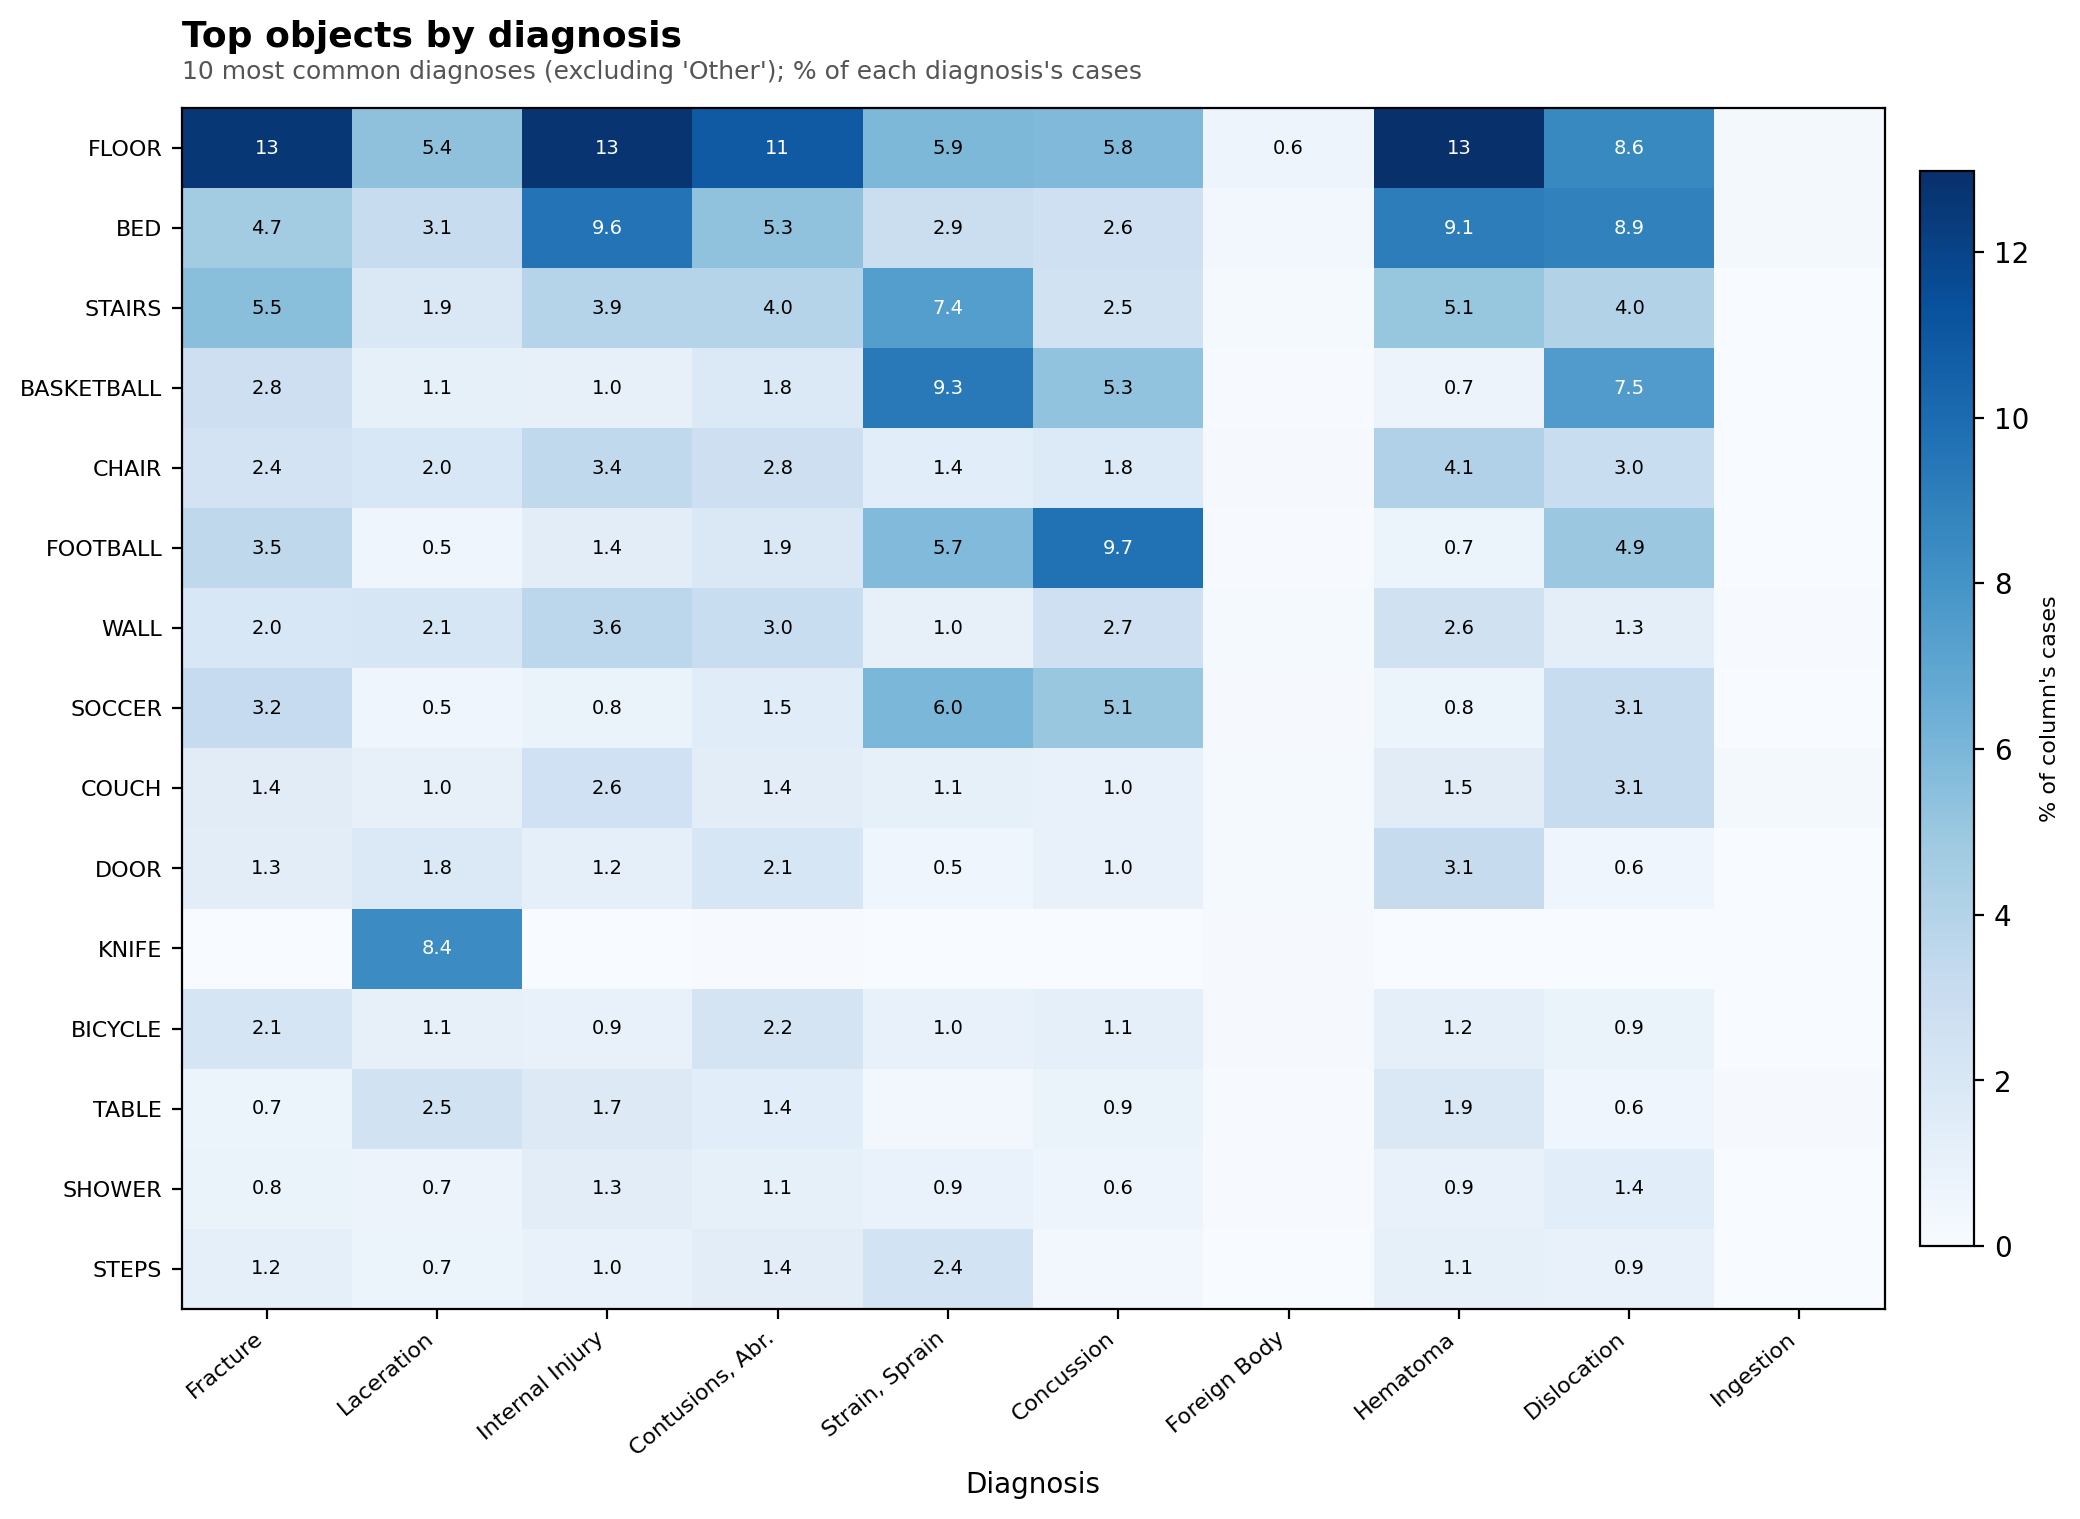 Top objects by diagnosis
10 most common diagnoses (excluding 'Other'); % of each diagnosis's cases
FLOOR 13 5.4 13 11 5.9 5.8 0.6 13 8.6
BED 4.7 3.1 9.6 5.3 2.9 2.6 9.1 8.9
STAIRS 5.5 1.9 3.9 4.0 7.4 2.5 5.1 4.0
BASKETBALL 2.8 1.1 1.0 1.8 9.3 5.3 0.7 7.5
CHAIR 2.4 2.0 3.4 2.8 1.4 1.8 4.1 3.0
FOOTBALL 3.5 0.5 1.4 1.9 5.7 9.7 0.7 4.9
WALL 2.0 2.1 3.6 3.0 1.0 2.7 2.6 1.3
SOCCER 3.2 0.5 0.8 1.5 6.0 5.1 0.8 3.1
COUCH 1.4 1.0 2.6 1.4 1.1 1.0 1.5 3.1
DOOR 1.3 1.8 1.2 2.1 0.5 1.0 3.1 0.6
KNIFE 8.4
BICYCLE 2.1 1.1 0.9 2.2 1.0 1.1 1.2 0.9
TABLE 0.7 2.5 1.7 1.4 0.9 1.9 0.6
SHOWER 0.8 0.7 1.3 1.1 0.9 0.6 0.9 1.4
STEPS 1.2 0.7 1.0 1.4 2.4 1.1 0.9
Fracture Laceration Internal Injury Contusions, Abr. Strain, Sprain Concussion Foreign Body Hematoma Dislocation Ingestion
Diagnosis
12
10
8
6
4
2
0
% of column's cases